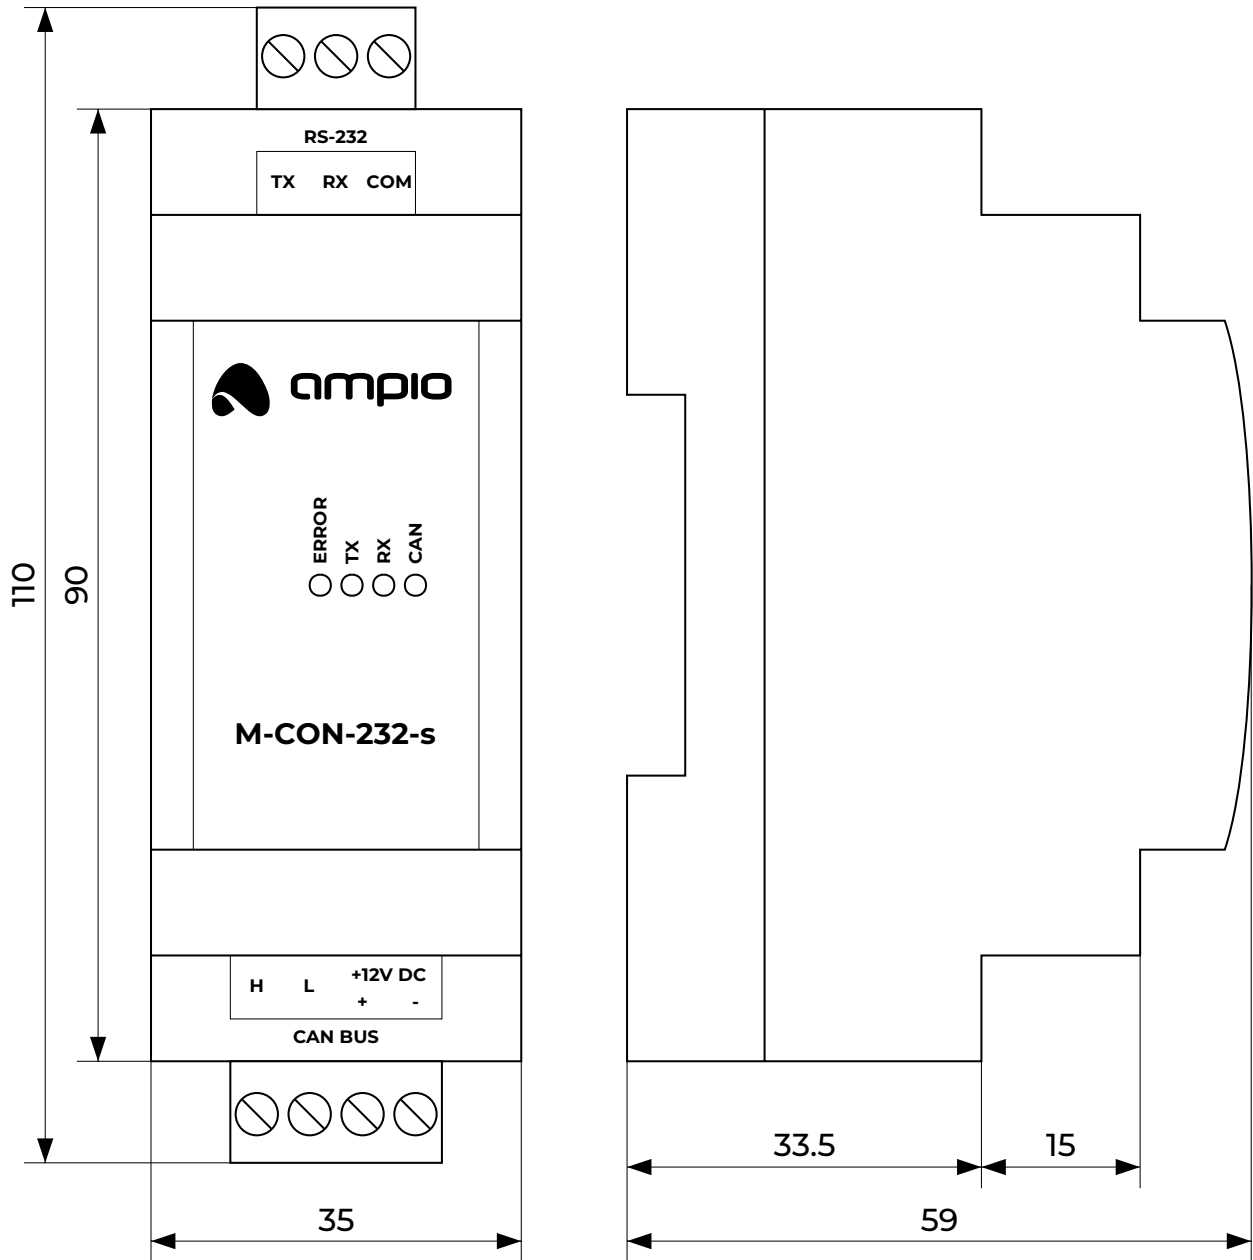 RS-232
TX RX COM
ampio
ERROR
TX
RX
CAN
110
90
M-CON-232-s
H L +12V DC
+ -
CAN BUS
33.5
15
35
59